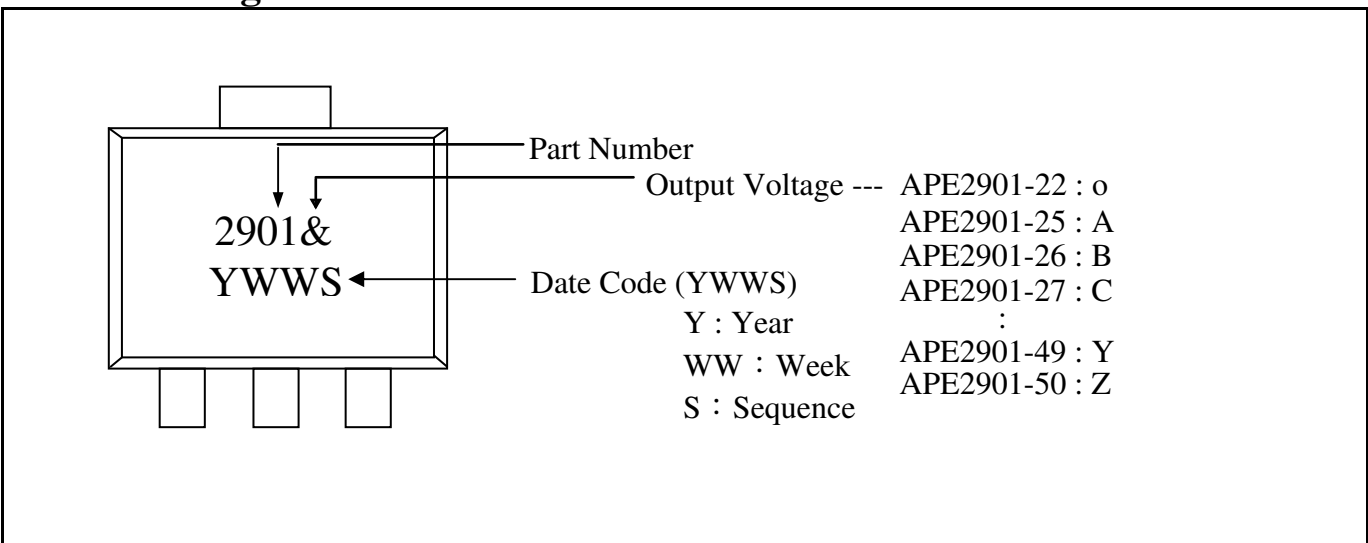 Part Number
Output Voltage --- APE2901-22 : o
APE2901-25 : A
2901&
APE2901-26 : B
YWWS
Date Code (YWWS)
APE2901-27 : C
Y : Year
:
WW : Week
APE2901-49 : Y
APE2901-50 : Z
S : Sequence